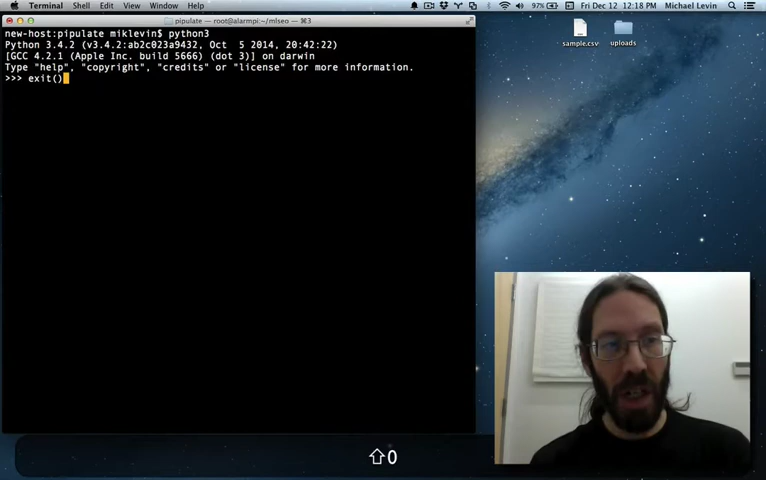 Terminal Shell Edit View Window Help 97% Fri Dec 12 12:18 PM Michael Levin
pipulate — root@alarmpi:~/mlseo — ⌘3
new-host:pipulate miklevin$ python3
Python 3.4.2 (v3.4.2:ab2c023a9432, Oct  5 2014, 20:42:22)
[GCC 4.2.1 (Apple Inc. build 5666) (dot 3)] on darwin
Type "help", "copyright", "credits" or "license" for more information.
>>> exit()
sample.csv uploads
⇧0